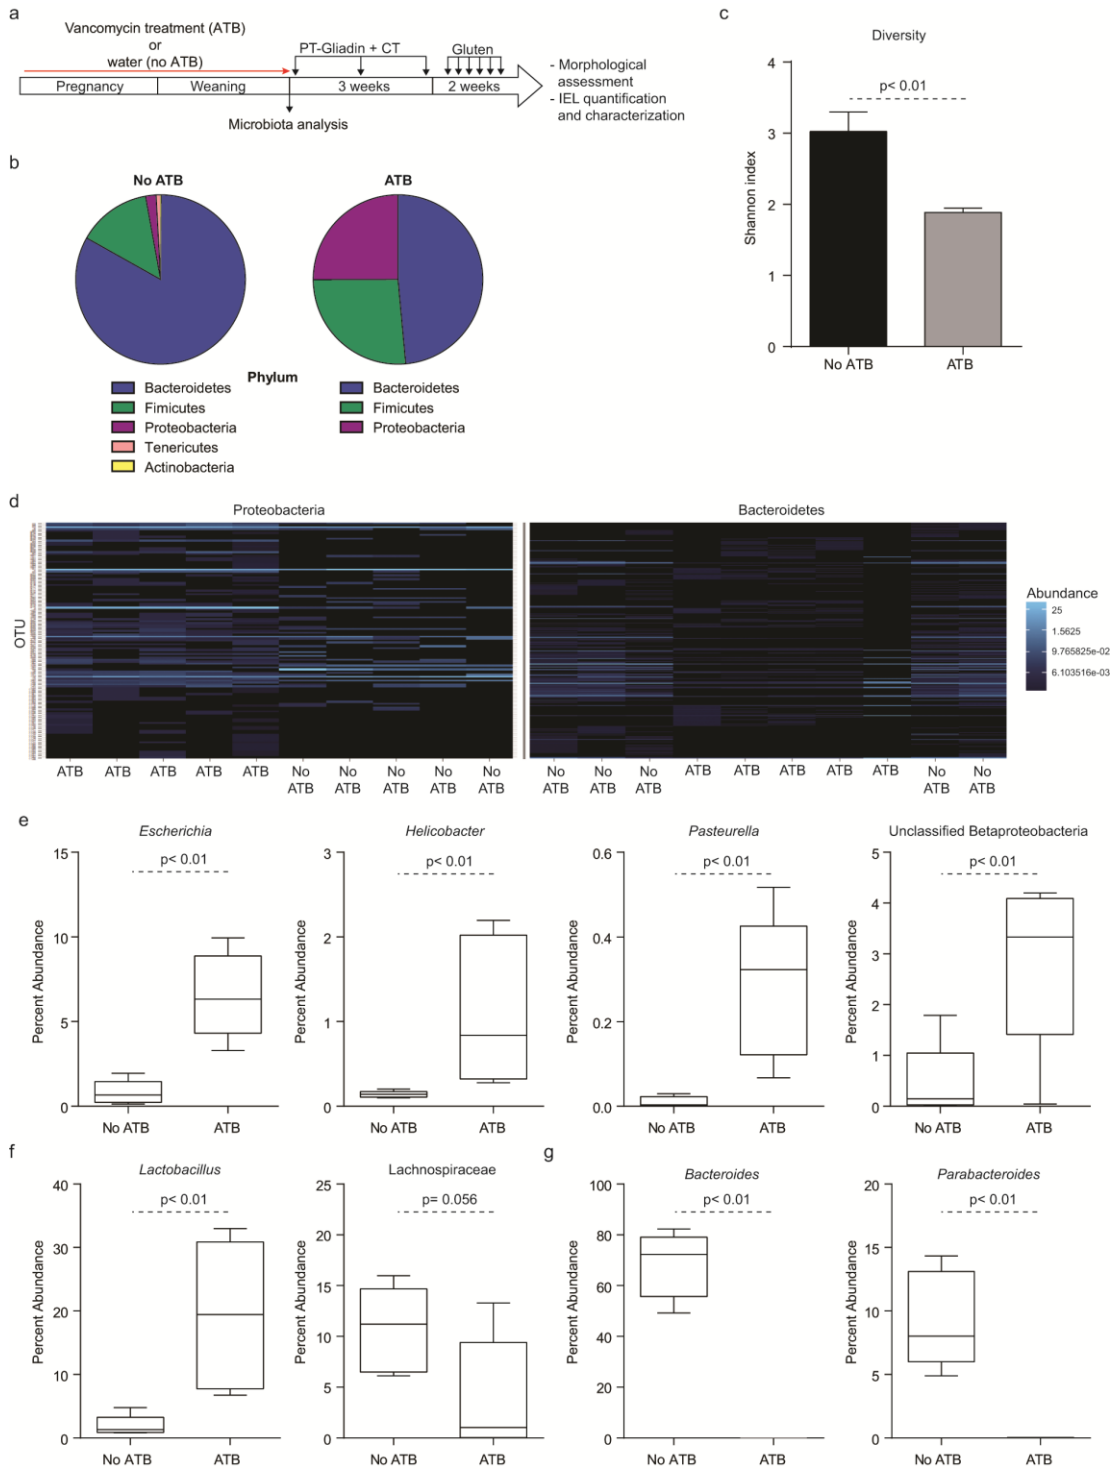 a
Vancomycin treatment (ATB)
or
water (no ATB)
PT-Gliadin + CT
Gluten
Pregnancy
Weaning
3 weeks
2 weeks
Microbiota analysis
- Morphological
assessment
- IEL quantification
and characterization
b
No ATB
ATB
Phylum
Bacteroidetes
Fimicutes
Proteobacteria
Tenericutes
Actinobacteria
Bacteroidetes
Fimicutes
Proteobacteria
c
Diversity
p< 0.01
Shannon index
4
3
2
1
0
No ATB
ATB
d
Proteobacteria
Bacteroidetes
OTU
ATB ATB ATB ATB ATB No No No No No
ATB ATB ATB ATB ATB
No No No ATB ATB ATB ATB ATB No No
ATB ATB ATB ATB ATB
Abundance
25
1.5625
9.765825e-02
6.103516e-03
e
Escherichia
p< 0.01
Percent Abundance
15
10
5
0
No ATB
ATB
Helicobacter
p< 0.01
Percent Abundance
3
2
1
0
No ATB
ATB
Pasteurella
p< 0.01
Percent Abundance
0.6
0.4
0.2
0.0
No ATB
ATB
Unclassified Betaproteobacteria
p< 0.01
Percent Abundance
5
4
3
2
1
0
No ATB
ATB
f
Lactobacillus
p< 0.01
Percent Abundance
40
30
20
10
0
No ATB
ATB
Lachnospiraceae
p= 0.056
Percent Abundance
25
20
15
10
5
0
No ATB
ATB
g
Bacteroides
p< 0.01
Percent Abundance
100
80
60
40
20
0
No ATB
ATB
Parabacteroides
p< 0.01
Percent Abundance
20
15
10
5
0
No ATB
ATB